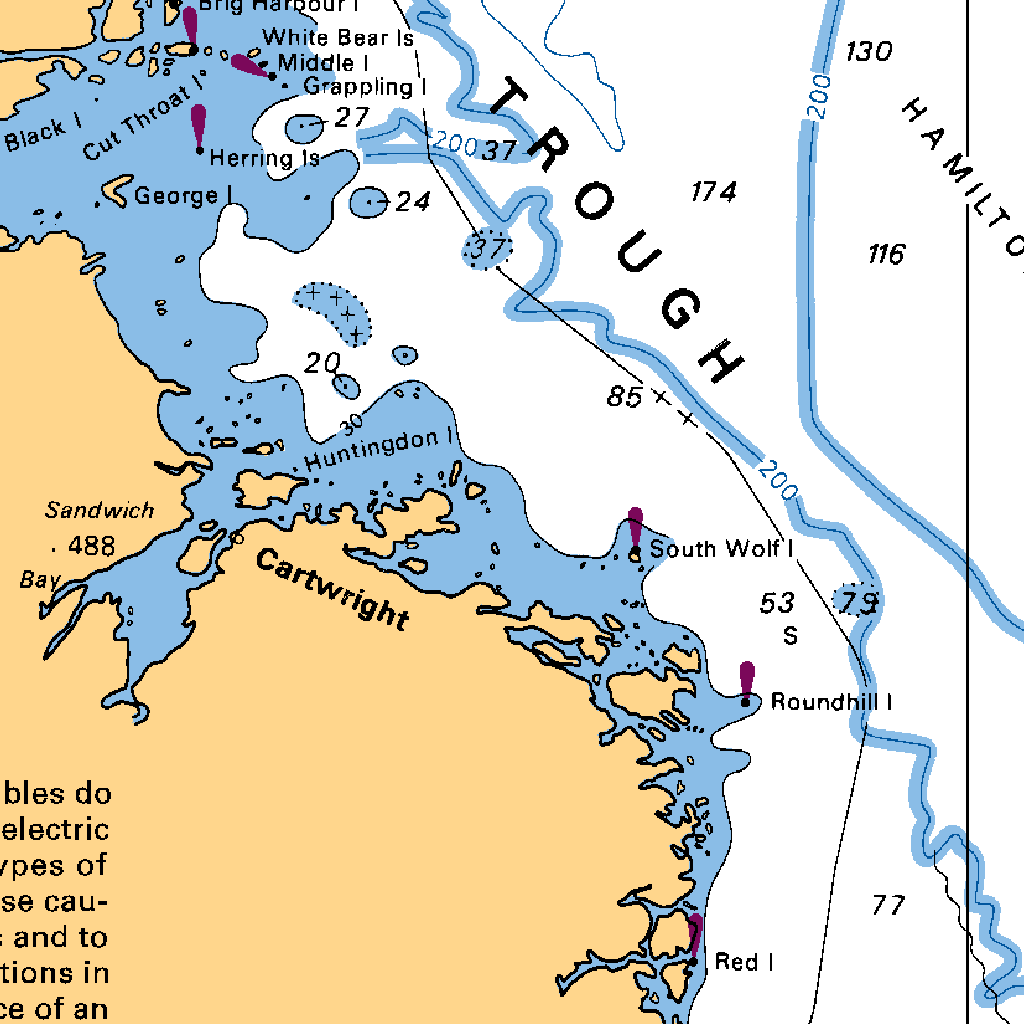 Brig Harbour I
White Bear Is
Middle I
Grappling I
Cut Throat I
Black I
27
Herring Is
George I
24
200
37
37
TROUGH
130
200
HAMILTO
174
116
20
30
Huntingdon I
85
200
Sandwich
Bay
488
Cartwright
South Wolf I
53
S
79
Roundhill I
77
Red I
bles do
electric
ypes of
se cau-
s and to
tions in
ce of an